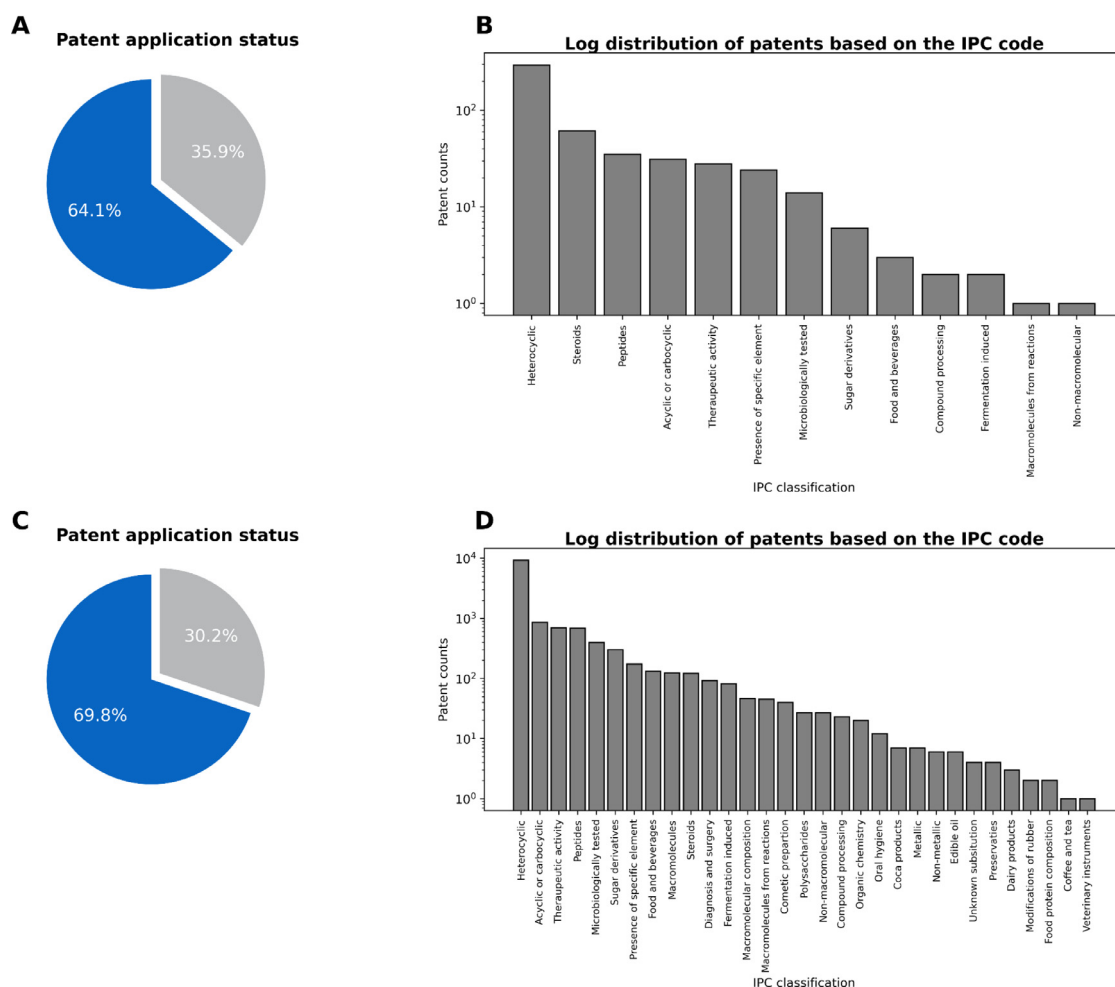 A
Patent application status
35.9%
64.1%
B
Log distribution of patents based on the IPC code
Patent counts
10²
10¹
10⁰
Heterocyclic
Steroids
Peptides
Acyclic or carbocyclic
Theraupeutic activity
Presence of specific element
Microbiologically tested
Sugar derivatives
Food and beverages
Compound processing
Fermentation induced
Macromolecules from reactions
Non-macromolecular
IPC classification
C
Patent application status
30.2%
69.8%
D
Log distribution of patents based on the IPC code
Patent counts
10⁴
10³
10²
10¹
10⁰
Heterocyclic
Acyclic or carbocyclic
Theraupeutic activity
Peptides
Microbiologically tested
Sugar derivatives
Presence of specific element
Food and beverages
Macromolecules
Steroids
Diagnosis and surgery
Fermentation induced
Macromolecular composition
Macromolecules from reactions
Cometic prepartion
Polysaccharides
Non-macromolecular
Compound processing
Organic chemistry
Oral hygiene
Coca products
Metallic
Non-metallic
Edible oil
Unknown subsitution
Preservaties
Dairy products
Modifications of rubber
Food protein composition
Coffee and tea
Veterinary instruments
IPC classification